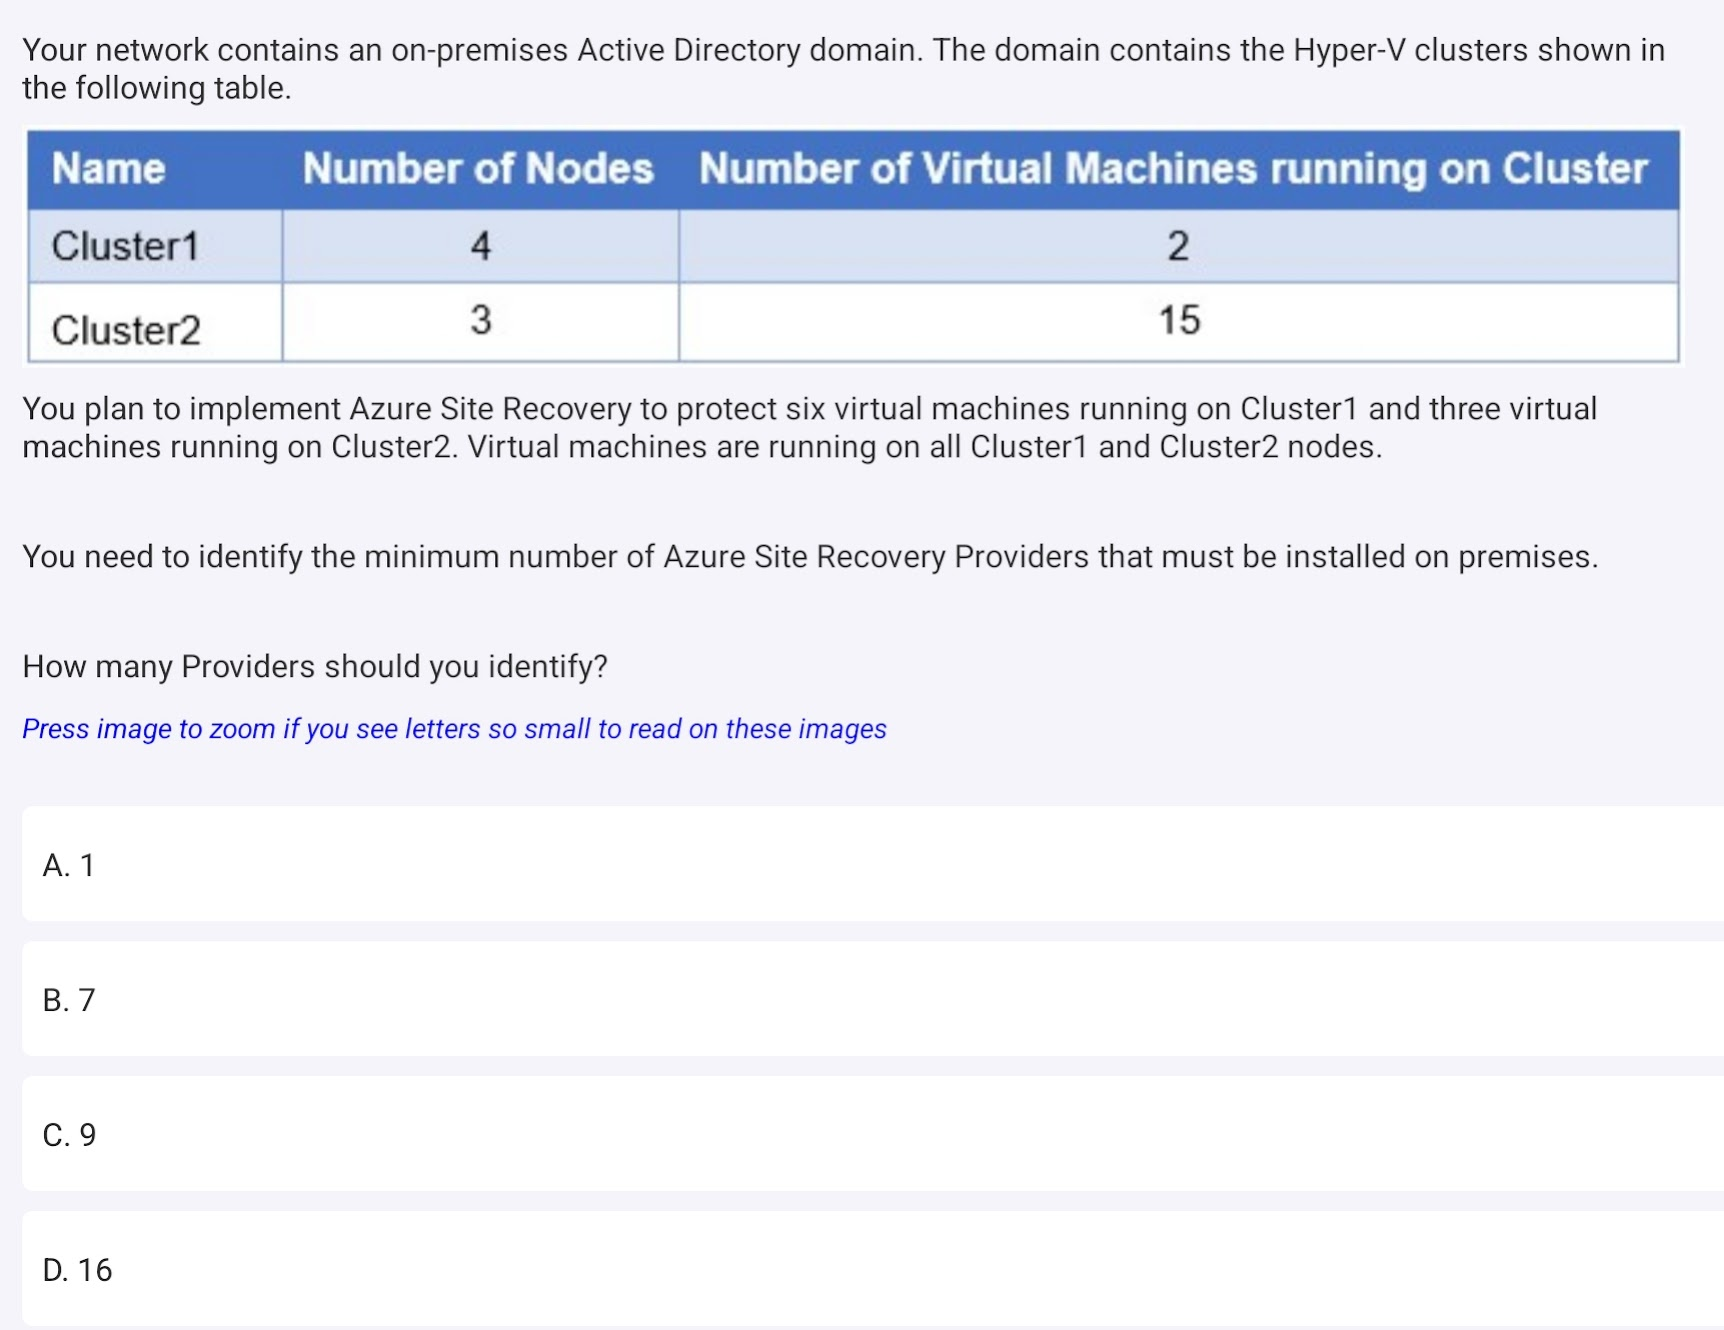 Your network contains an on-premises Active Directory domain. The domain contains the Hyper-V clusters shown in
the following table.
Name Number of Nodes Number of Virtual Machines running on Cluster
Cluster1 4 2
Cluster2 3 15
You plan to implement Azure Site Recovery to protect six virtual machines running on Cluster1 and three virtual
machines running on Cluster2. Virtual machines are running on all Cluster1 and Cluster2 nodes.
You need to identify the minimum number of Azure Site Recovery Providers that must be installed on premises.
How many Providers should you identify?
Press image to zoom if you see letters so small to read on these images
A. 1
B. 7
C. 9
D. 16